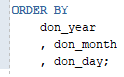 ORDER BY
don_year
, don_month
, don_day;